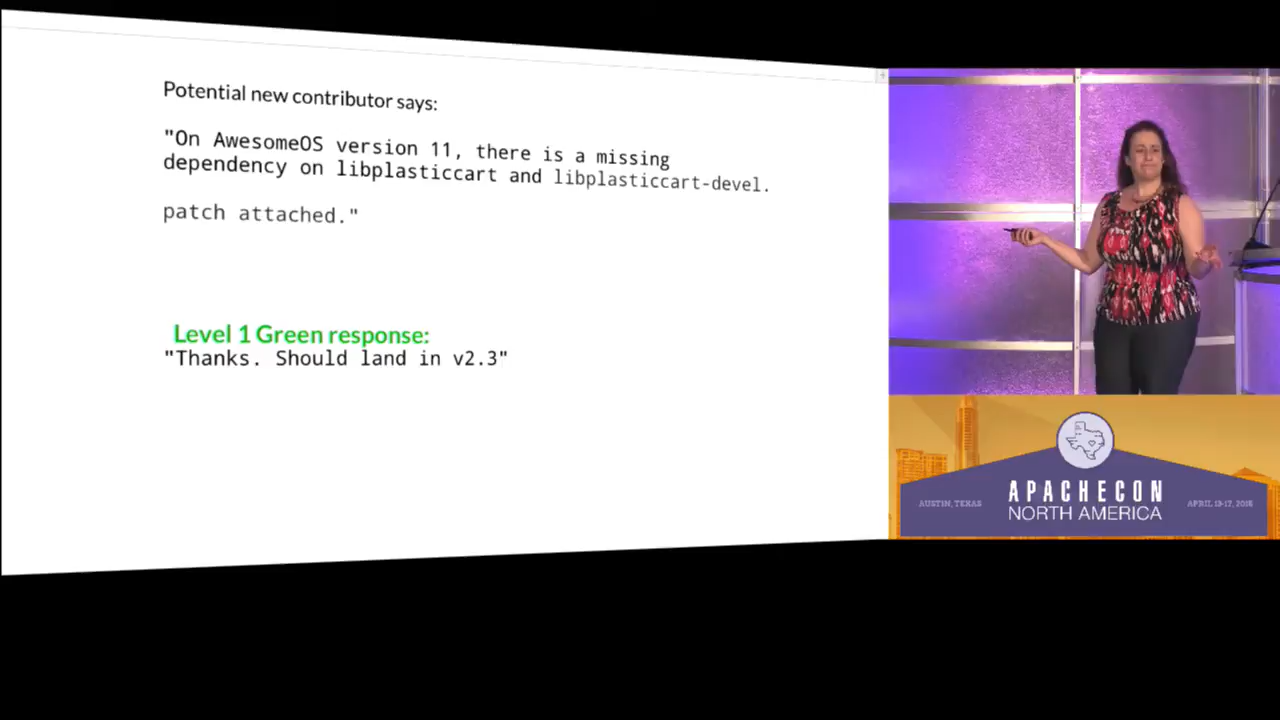 Potential new contributor says:
"On AwesomeOS version 11, there is a missing
dependency on libplasticcart and libplasticcart-devel.
patch attached."
Level 1 Green response:
"Thanks. Should land in v2.3"
APACHECON
NORTH AMERICA
AUSTIN, TEXAS
APRIL 13-17, 2015